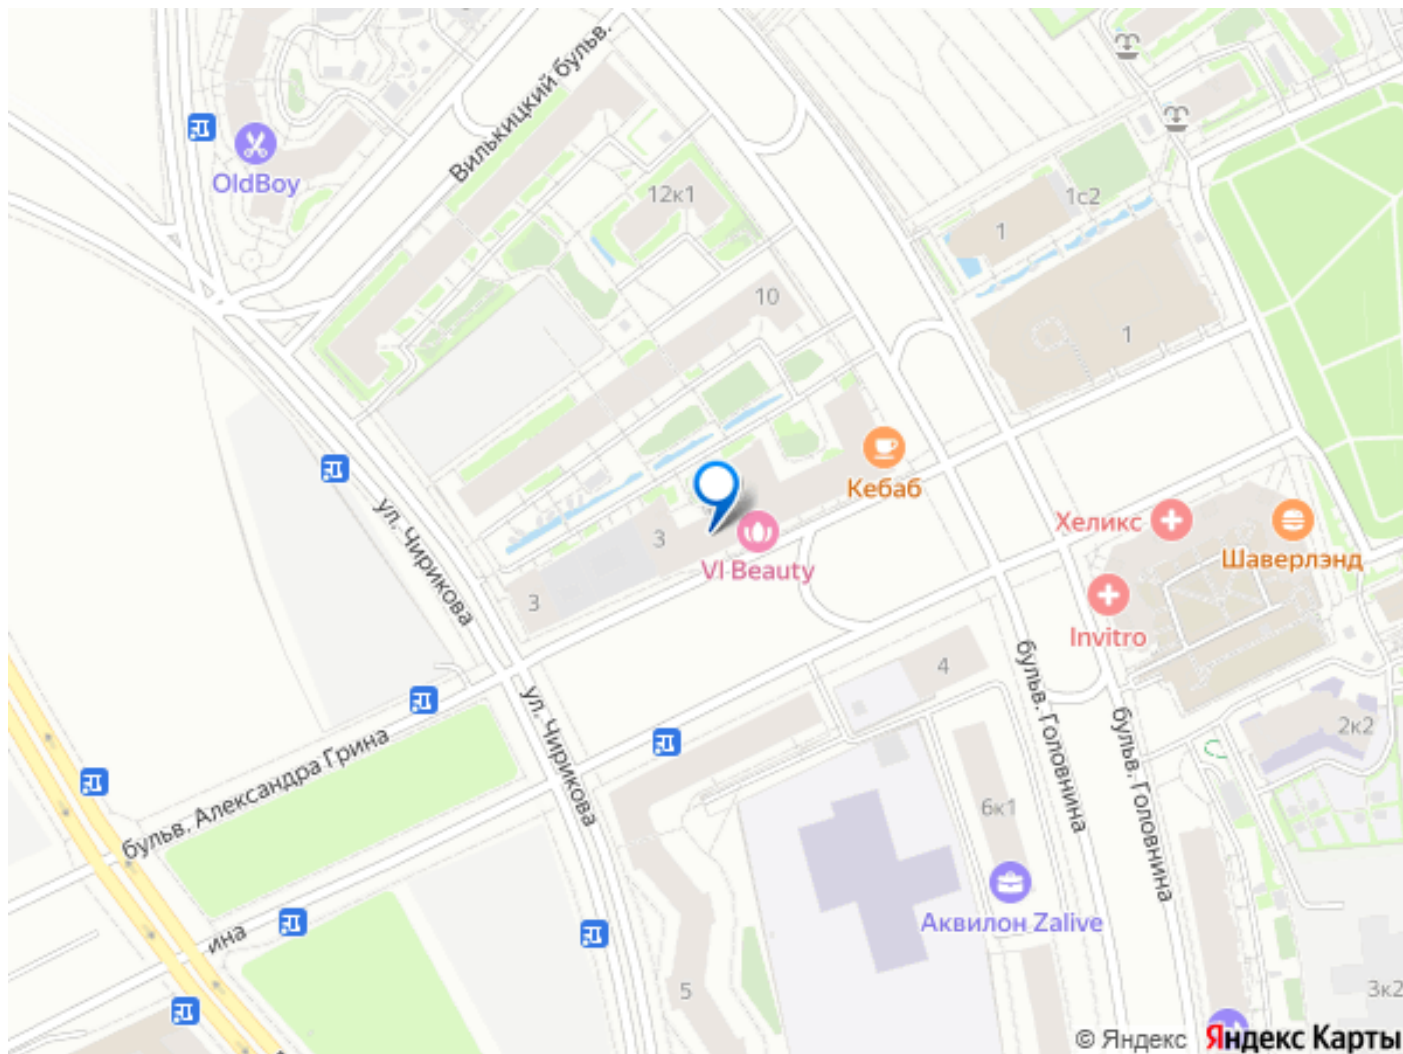 Вилькицкий бульв.
OldBoy
12к1
1с2
1
10
1
Кебаб
ул. Чирикова
3
VI Beauty
Хеликс
Шаверлэнд
3
Invitro
4
бульв. Головнина
ул. Чирикова
бульв. Головнина
2к2
бульв. Александра Грина
6к1
Аквилон Zalive
ина
5
3к2
© Яндекс Яндекс Карты